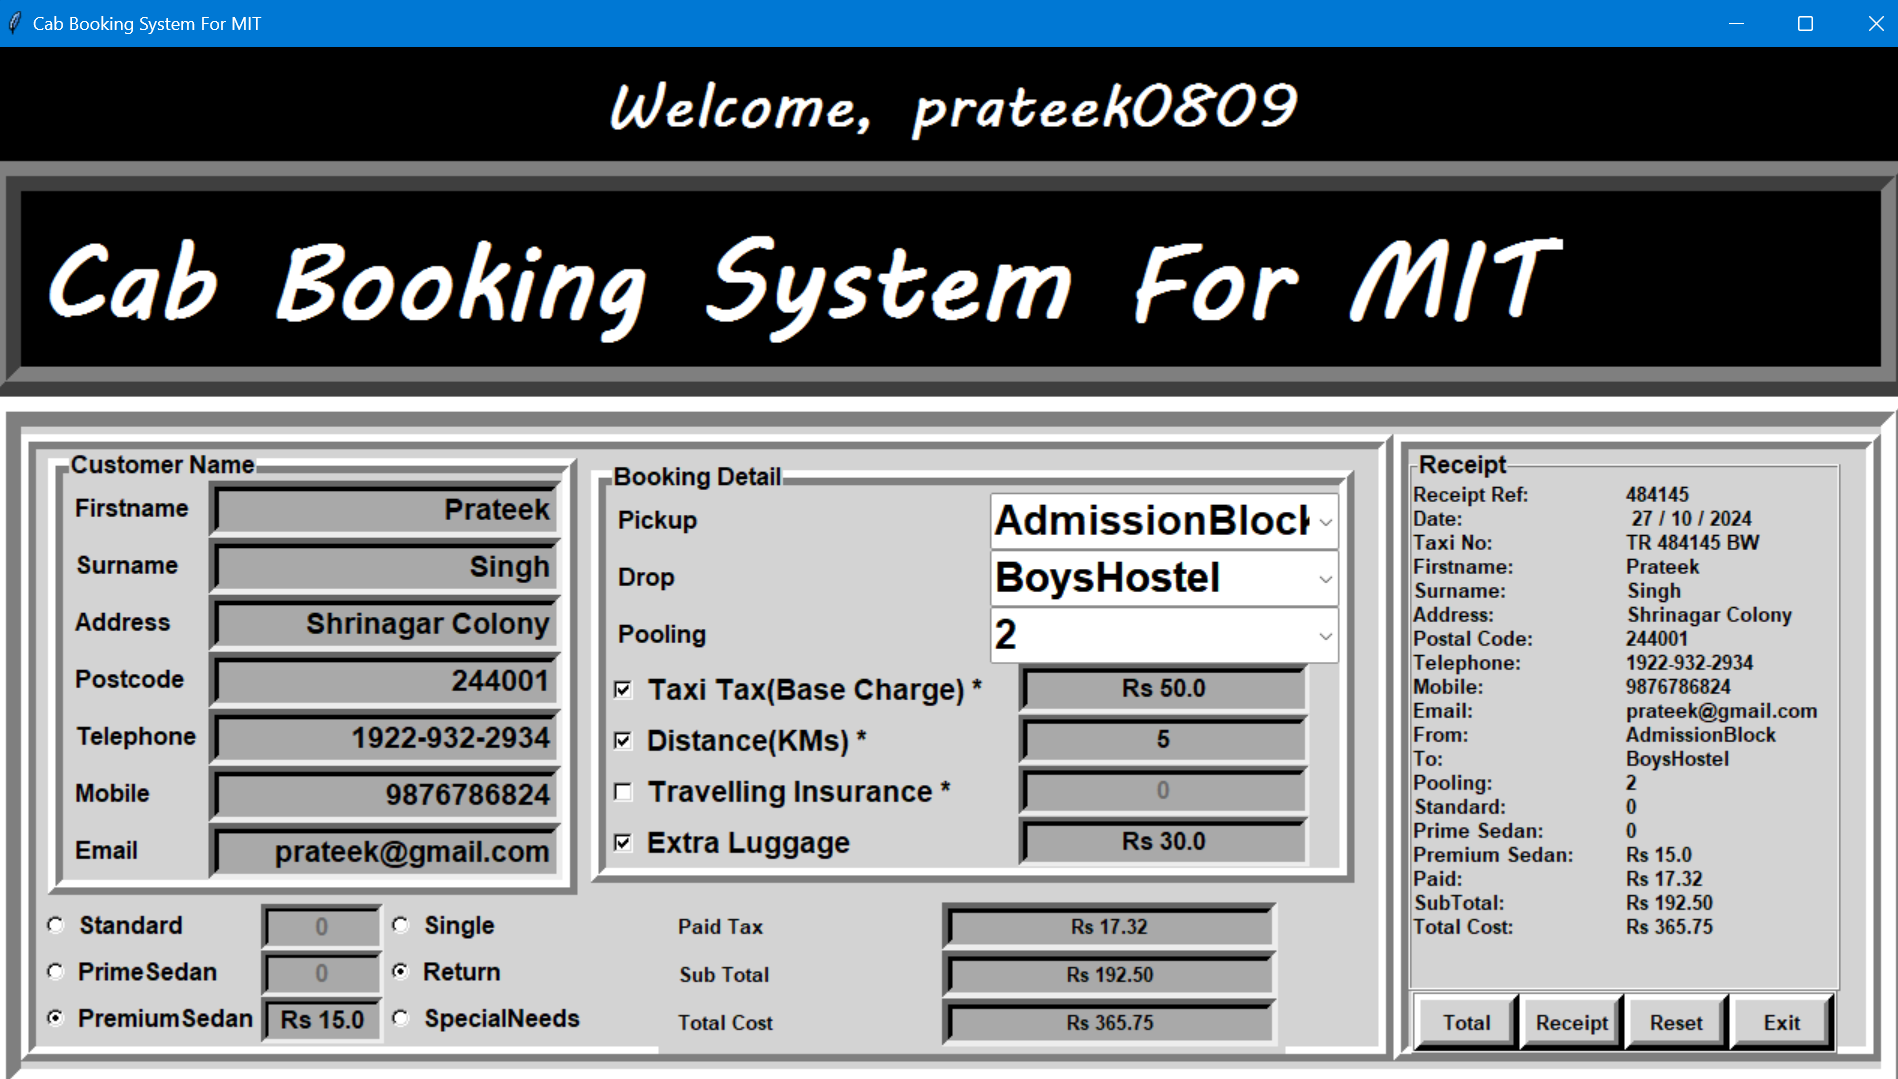 Cab Booking System For MIT
Welcome, prateek0809
Cab Booking System For MIT
Customer Name
Firstname Prateek
Surname Singh
Address Shrinagar Colony
Postcode 244001
Telephone 1922-932-2934
Mobile 9876786824
Email prateek@gmail.com
Booking Detail
Pickup AdmissionBlock
Drop BoysHostel
Pooling 2
Taxi Tax(Base Charge) * Rs 50.0
Distance(KMs) * 5
Travelling Insurance * 0
Extra Luggage Rs 30.0
Standard 0 Single
PrimeSedan 0 Return
PremiumSedan Rs 15.0 SpecialNeeds
Paid Tax Rs 17.32
Sub Total Rs 192.50
Total Cost Rs 365.75
Receipt
Receipt Ref: 484145
Date: 27 / 10 / 2024
Taxi No: TR 484145 BW
Firstname: Prateek
Surname: Singh
Address: Shrinagar Colony
Postal Code: 244001
Telephone: 1922-932-2934
Mobile: 9876786824
Email: prateek@gmail.com
From: AdmissionBlock
To: BoysHostel
Pooling: 2
Standard: 0
Prime Sedan: 0
Premium Sedan: Rs 15.0
Paid: Rs 17.32
SubTotal: Rs 192.50
Total Cost: Rs 365.75
Total Receipt Reset Exit